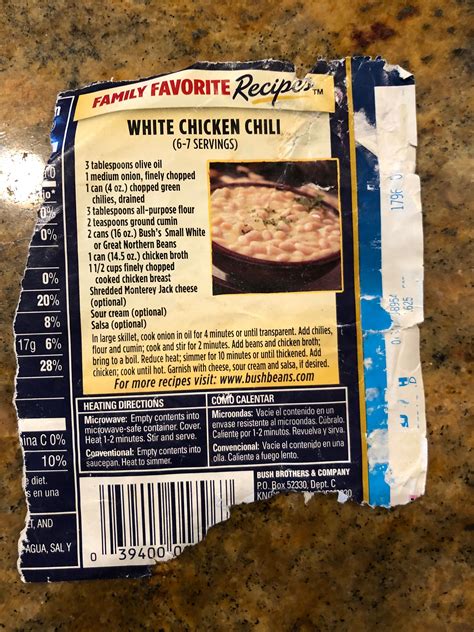 FAMILY FAVORITE Recipes™
WHITE CHICKEN CHILI
(6-7 SERVINGS)
3 tablespoons olive oil
1 medium onion, finely chopped
1 can (4 oz.) chopped green
chilies, drained
3 tablespoons all-purpose flour
2 teaspoons ground cumin
2 cans (16 oz.) Bush's Small White
or Great Northern Beans
1 can (14.5 oz.) chicken broth
1 1/2 cups finely chopped
cooked chicken breast
Shredded Monterey Jack cheese
(optional)
Sour cream (optional)
Salsa (optional)
In large skillet, cook onion in oil for 4 minutes or until transparent. Add chilies,
flour and cumin; cook and stir for 2 minutes. Add beans and chicken broth;
bring to a boil. Reduce heat; simmer for 10 minutes or until thickened. Add
chicken; cook until hot. Garnish with cheese, sour cream and salsa, if desired.
For more recipes visit: www.bushbeans.com
0%
0%
0%
20%
8%
17g 6%
28%
ina C 0%
10%
e diet.
s en una
ET, AND
AGUA, SAL Y
HEATING DIRECTIONS
Microwave: Empty contents into
microwave-safe container. Cover.
Heat 1-2 minutes. Stir and serve.
Conventional: Empty contents into
saucepan. Heat to simmer.
COMO CALENTAR
Microondas: Vacíe el contenido en un
envase resistente al microondas. Cúbralo.
Caliente por 1-2 minutos. Revuelva y sirva.
Convencional: Vacíe el contenido en una
olla. Caliente a fuego lento.
BUSH BROTHERS & COMPANY
P.O. Box 52330, Dept. C
0 39400 0
1796